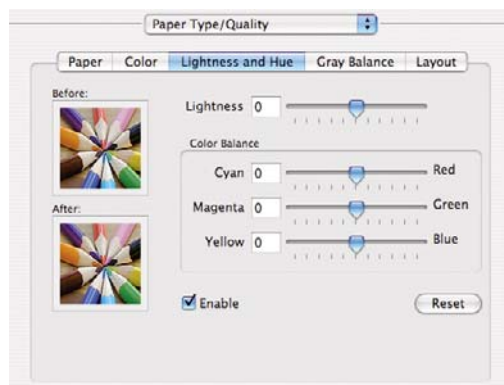 Paper Type/Quality
Paper Color Lightness and Hue Gray Balance Layout
Before:
Lightness 0
Color Balance
Cyan 0 Red
After:
Magenta 0 Green
Yellow 0 Blue
Enable Reset